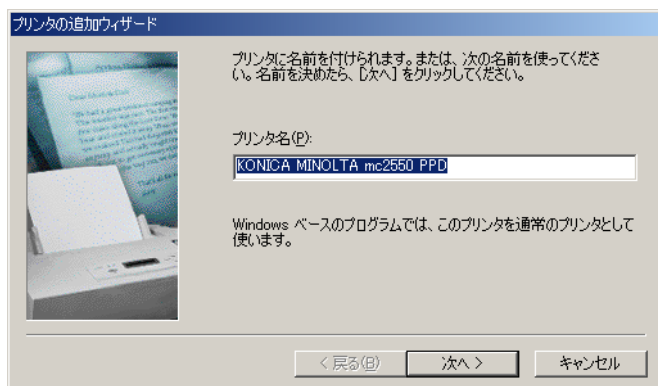 プリンタの追加ウィザード
プリンタに名前を付けられます。または、次の名前を使ってくださ
い。名前を決めたら、[次へ] をクリックしてください。
プリンタ名(P):
KONICA MINOLTA mc2550 PPD
Windows ベースのプログラムでは、このプリンタを通常のプリンタとして
使います。
< 戻る(B)
次へ >
キャンセル